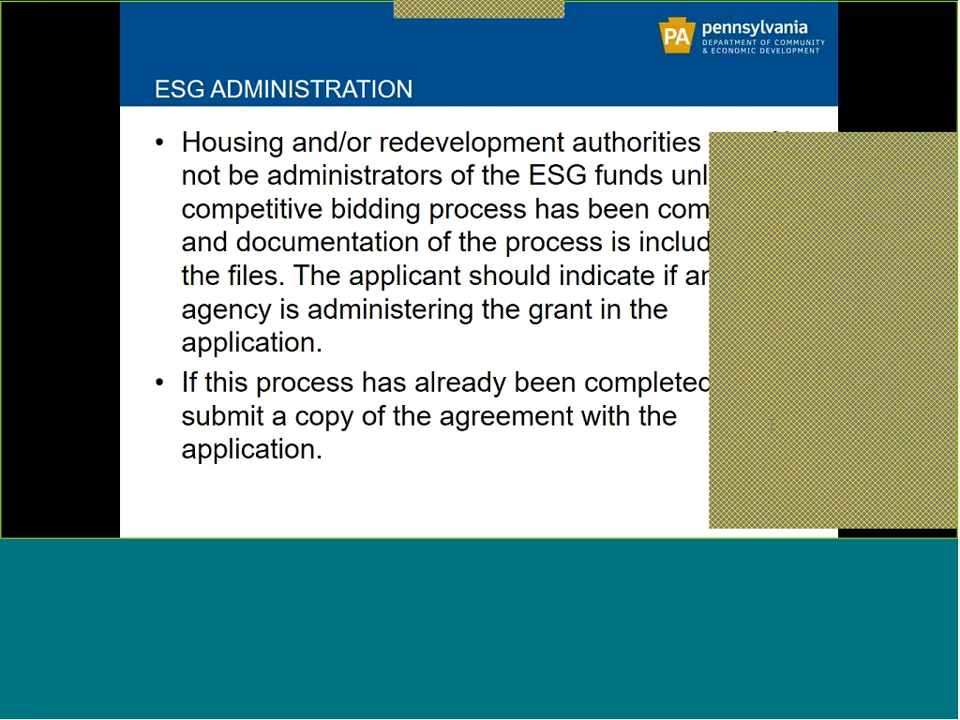 PA pennsylvania
DEPARTMENT OF COMMUNITY
& ECONOMIC DEVELOPMENT
ESG ADMINISTRATION
• Housing and/or redevelopment authorities
not be administrators of the ESG funds
competitive bidding process has been
and documentation of the process is
the files. The applicant should indicate if
agency is administering the grant in the
application.
• If this process has already been completed
submit a copy of the agreement with the
application.